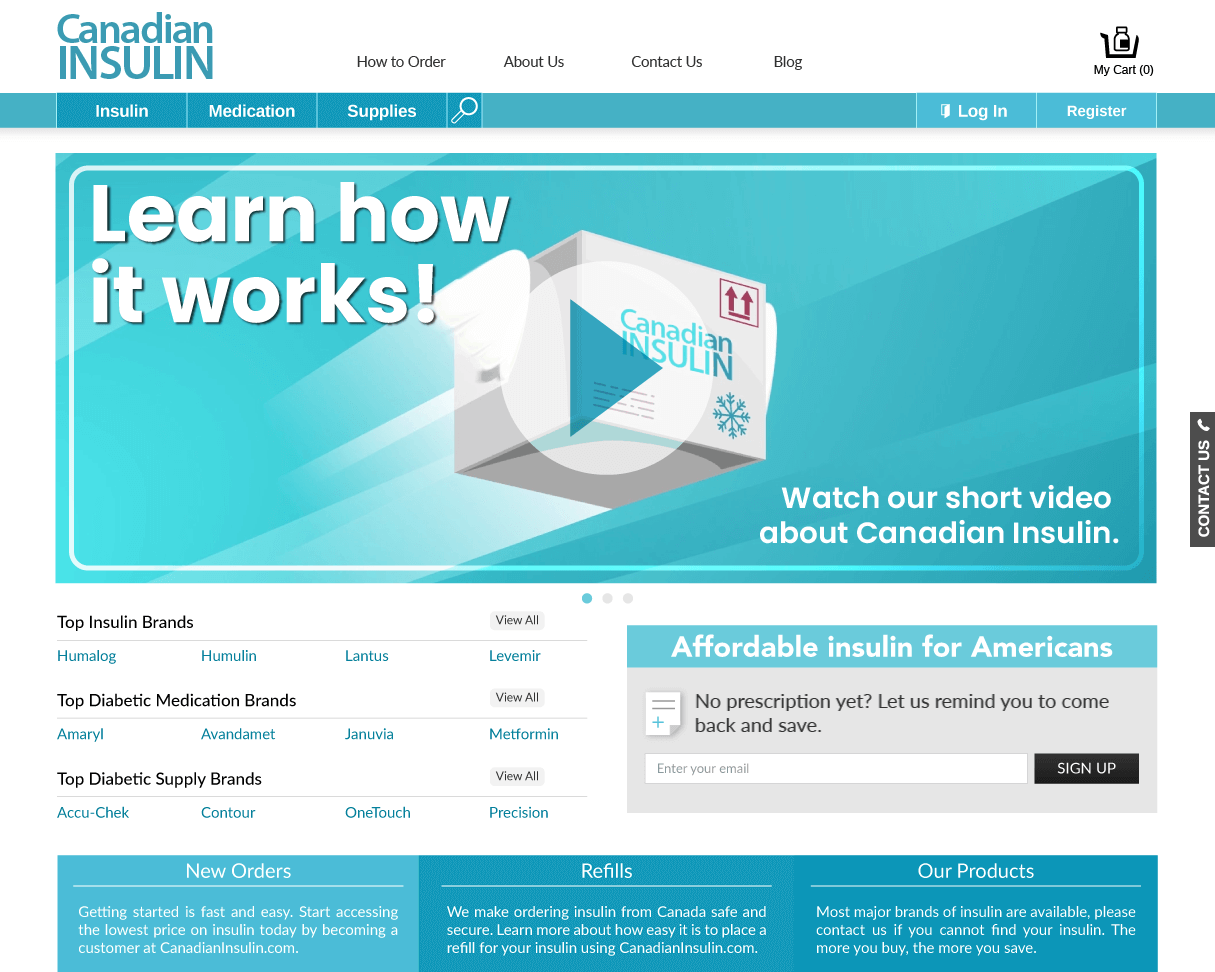 Canadian
INSULIN
How to Order
About Us
Contact Us
Blog
My Cart (0)
Insulin
Medication
Supplies
Log In
Register
Learn how
it works!
Canadian
INSULIN
Watch our short video
about Canadian Insulin.
CONTACT US
Top Insulin Brands
View All
Humalog
Humulin
Lantus
Levemir
Top Diabetic Medication Brands
View All
Amaryl
Avandamet
Januvia
Metformin
Top Diabetic Supply Brands
View All
Accu-Chek
Contour
OneTouch
Precision
Affordable insulin for Americans
No prescription yet? Let us remind you to come
back and save.
Enter your email
SIGN UP
New Orders
Getting started is fast and easy. Start accessing
the lowest price on insulin today by becoming a
customer at CanadianInsulin.com.
Refills
We make ordering insulin from Canada safe and
secure. Learn more about how easy it is to place a
refill for your insulin using CanadianInsulin.com.
Our Products
Most major brands of insulin are available, please
contact us if you cannot find your insulin. The
more you buy, the more you save.